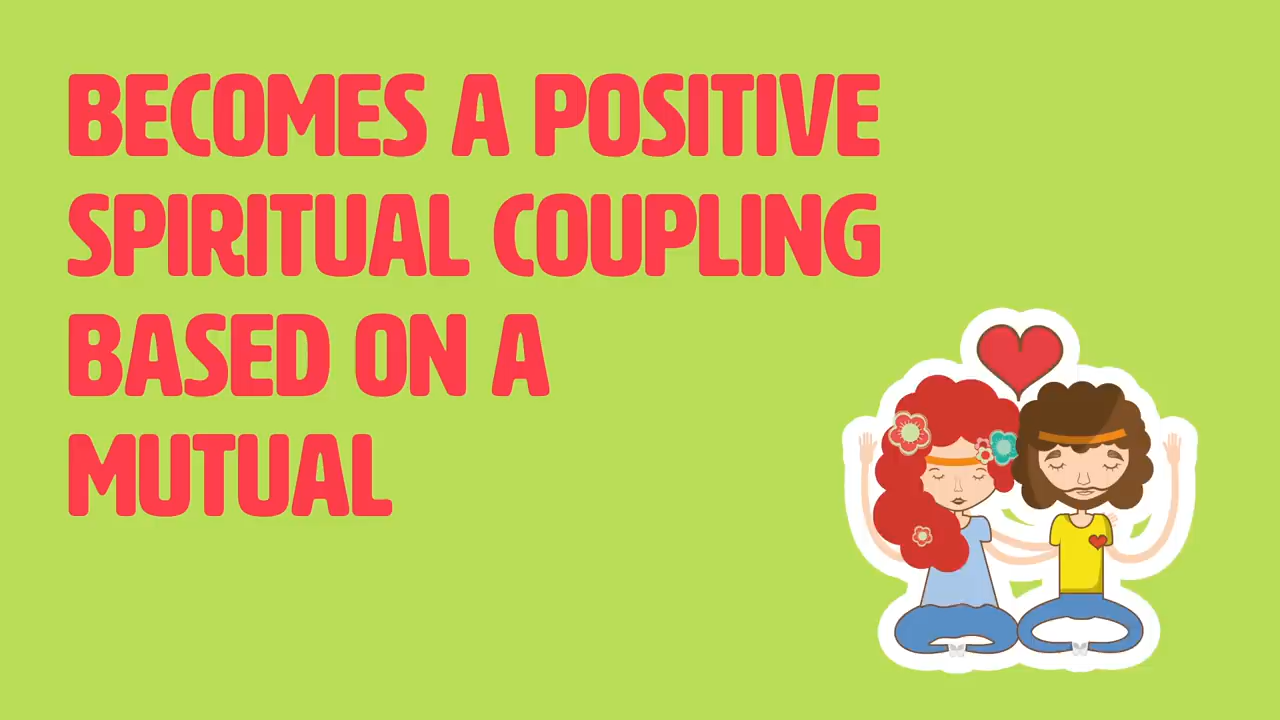 BECOMES A POSITIVE
SPIRITUAL COUPLING
BASED ON A
MUTUAL